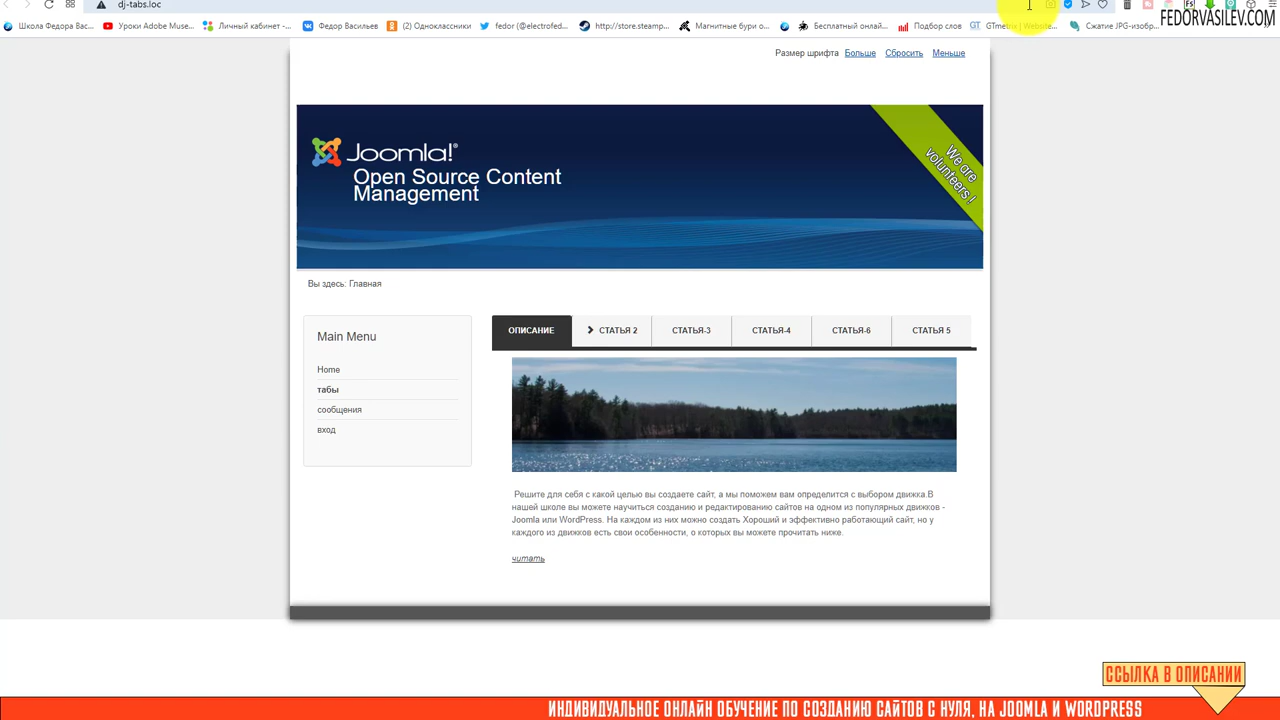 dj-tabs.loc
FEDORVASILEV.COM
Школа Федора Вас...
Уроки Adobe Muse...
Личный кабинет -...
Федор Васильев
(2) Одноклассники
fedor (@electrofed...
http://store.steamp...
Магнитные бури о...
Бесплатный онлай...
Подбор слов
GTmetrix | Website...
Сжатие JPG-изобр...
Размер шрифта Больше Сбросить Меньше
Joomla!®
Open Source Content
Management
We are
volunteers !
Вы здесь: Главная
Main Menu
Home
табы
сообщения
вход
ОПИСАНИЕ СТАТЬЯ 2 СТАТЬЯ-3 СТАТЬЯ-4 СТАТЬЯ-6 СТАТЬЯ 5
Решите для себя с какой целью вы создаете сайт, а мы поможем вам определится с выбором движка.В
нашей школе вы можете научиться созданию и редактированию сайтов на одном из популярных движков -
Joomla или WordPress. На каждом из них можно создать Хороший и эффективно работающий сайт, но у
каждого из движков есть свои особенности, о которых вы можете прочитать ниже.
читать
ССЫЛКА В ОПИСАНИИ
ИНДИВИДУАЛЬНОЕ ОНЛАЙН ОБУЧЕНИЕ ПО СОЗДАНИЮ САЙТОВ С НУЛЯ, НА JOOMLA И WORDPRESS